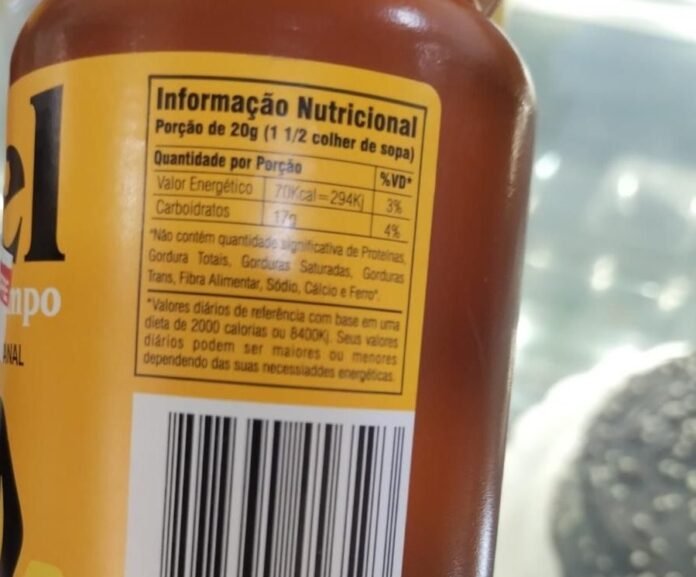 el
mpo
ANAL
Informação Nutricional
Porção de 20g (1 1/2 colher de sopa)
Quantidade por Porção %VD*
Valor Energético 70Kcal=294Kj 3%
Carboidratos 17g 4%
"Não contém quantidade significativa de Proteínas,
Gordura Totais, Gorduras Saturadas, Gorduras
Trans, Fibra Alimentar, Sódio, Cálcio e Ferro".
*Valores diários de referência com base em uma
dieta de 2000 calorias ou 8400Kj. Seus valores
diários podem ser maiores ou menores
dependendo das suas necessiaddes energéticas.